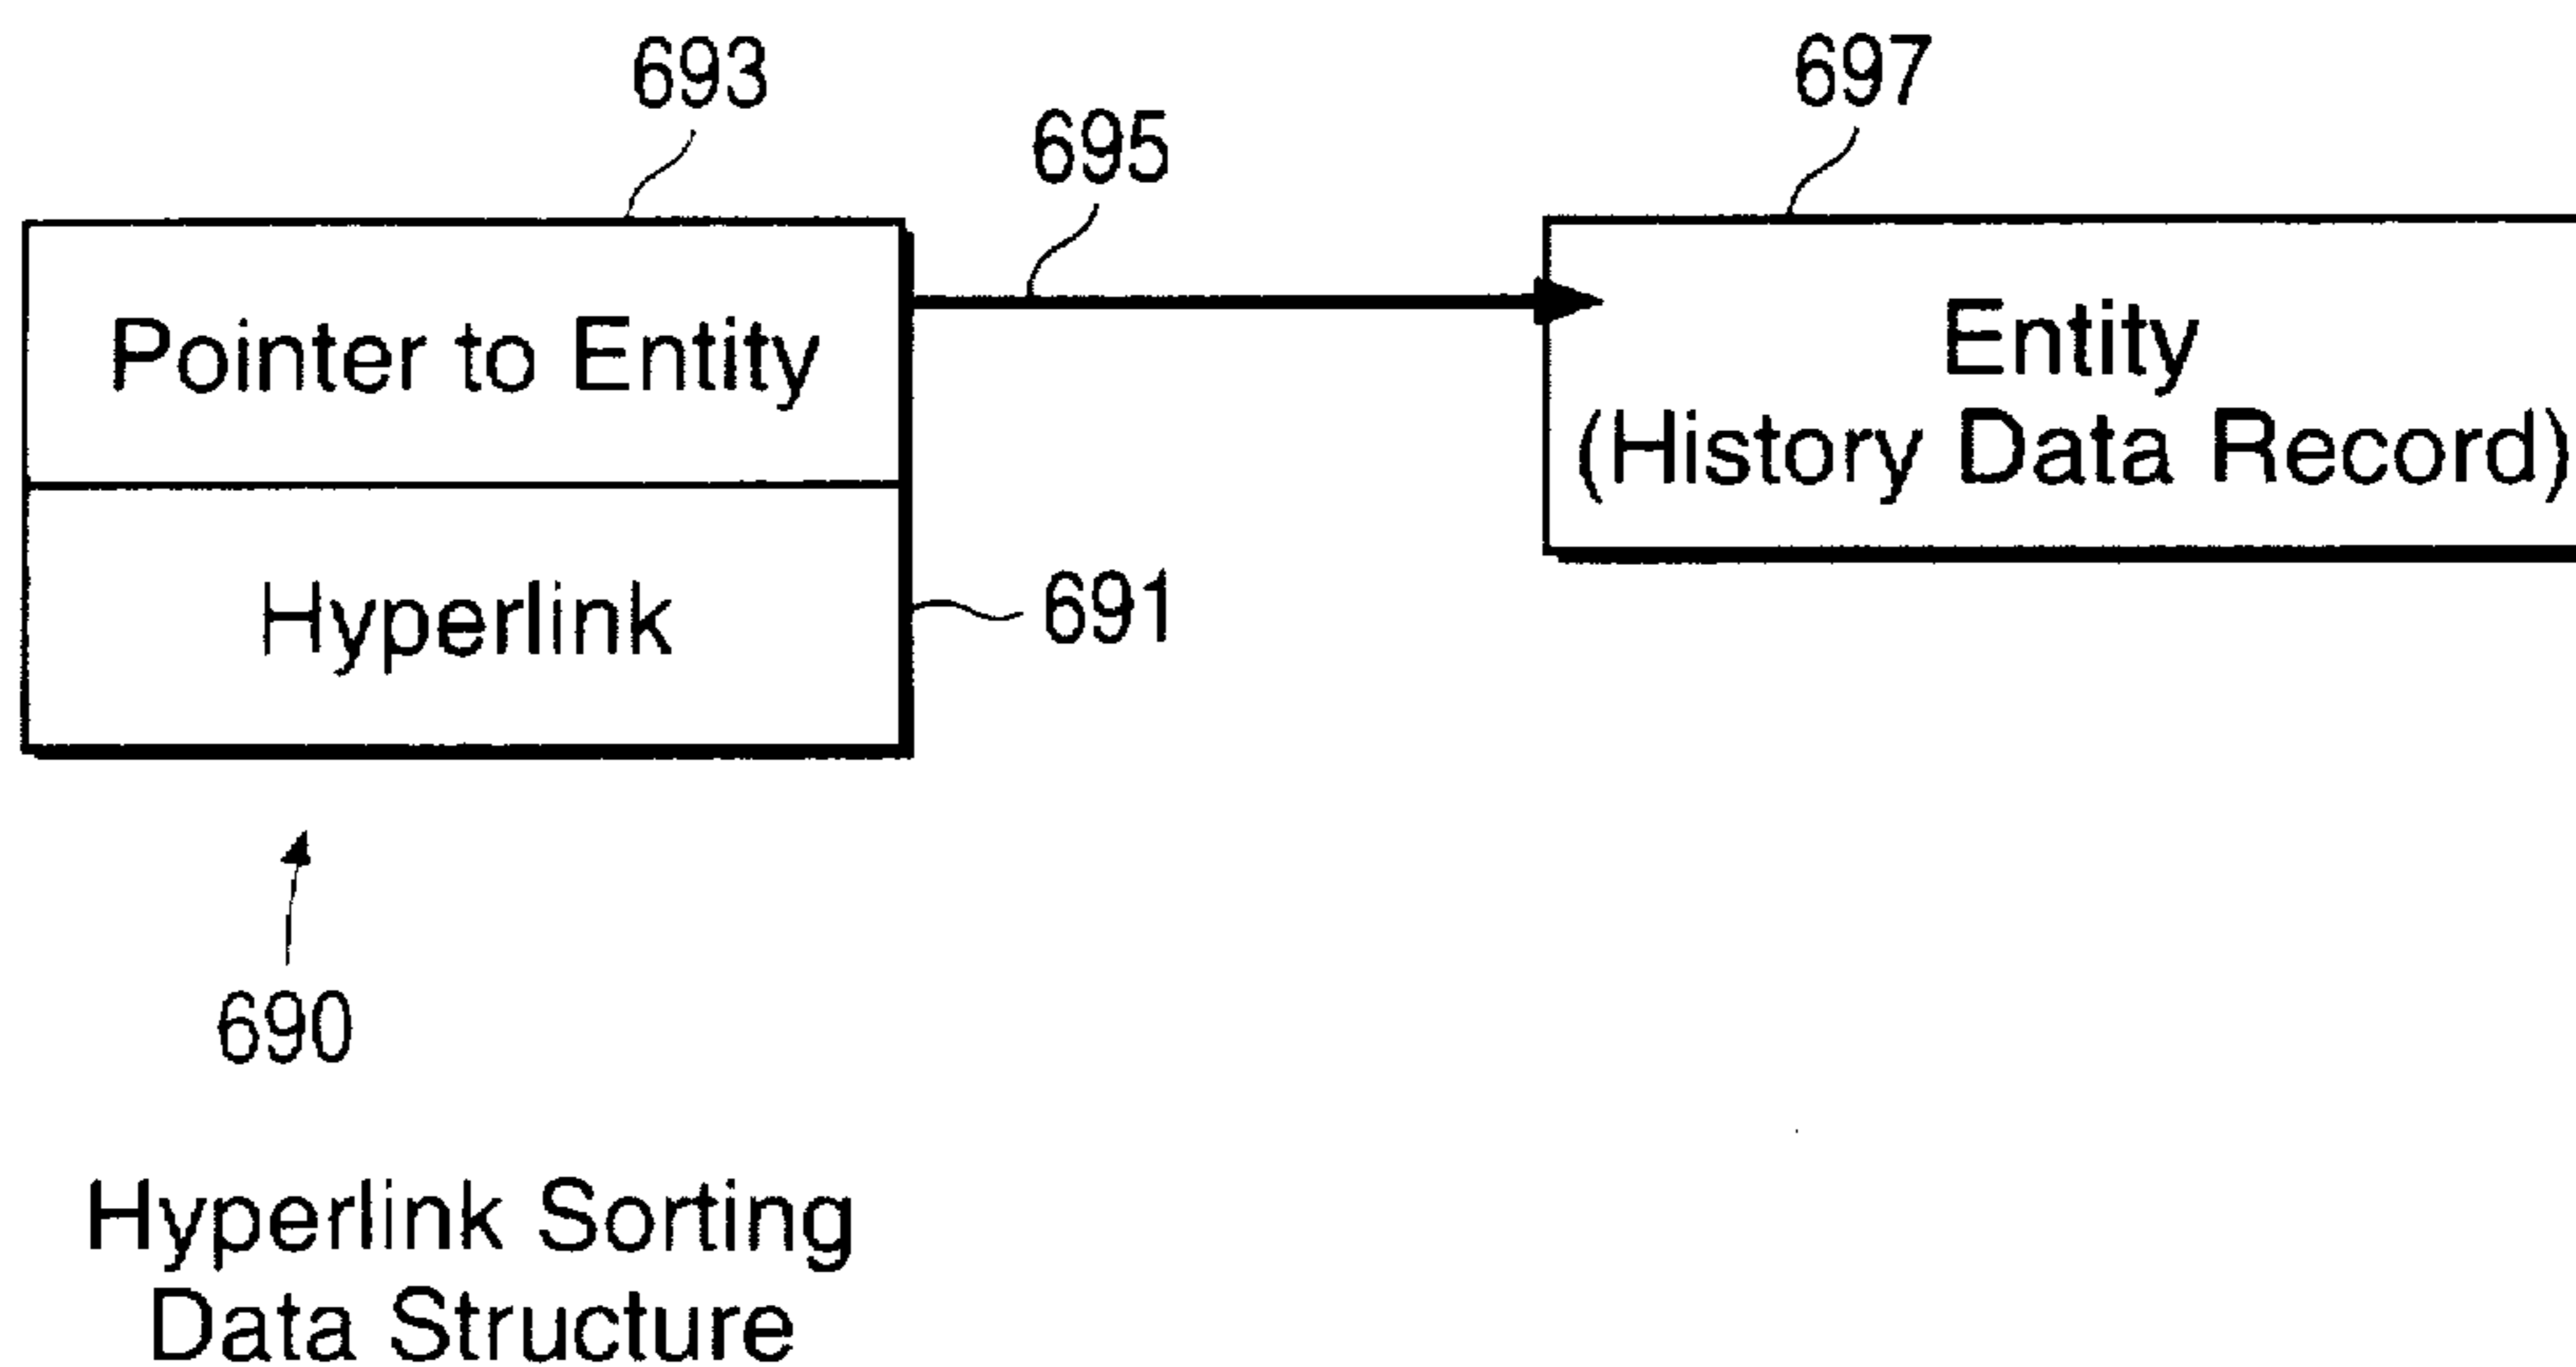 693
695
697
Pointer to Entity
Entity
(History Data Record)
Hyperlink
691
690
Hyperlink Sorting
Data Structure